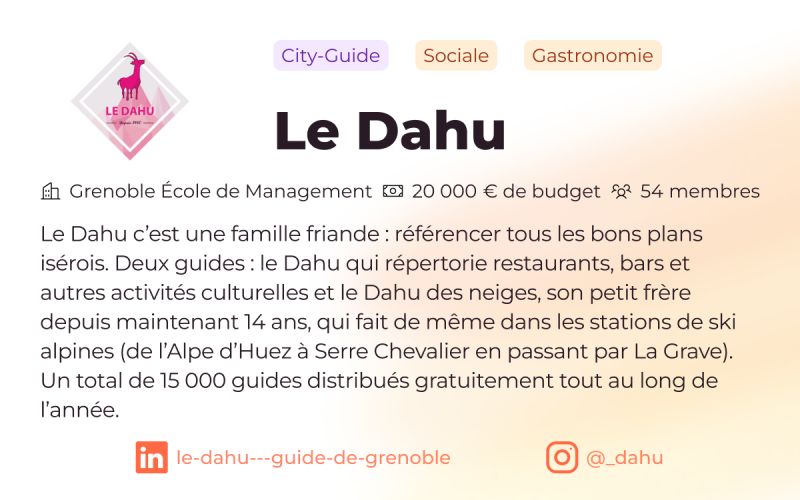 City-Guide Sociale Gastronomie
LE DAHU
Le Dahu
Grenoble École de Management 20 000 € de budget 54 membres
Le Dahu c’est une famille friande : référencer tous les bons plans
isérois. Deux guides : le Dahu qui répertorie restaurants, bars et
autres activités culturelles et le Dahu des neiges, son petit frère
depuis maintenant 14 ans, qui fait de même dans les stations de ski
alpines (de l’Alpe d’Huez à Serre Chevalier en passant par La Grave).
Un total de 15 000 guides distribués gratuitement tout au long de
l’année.
le-dahu---guide-de-grenoble @_dahu